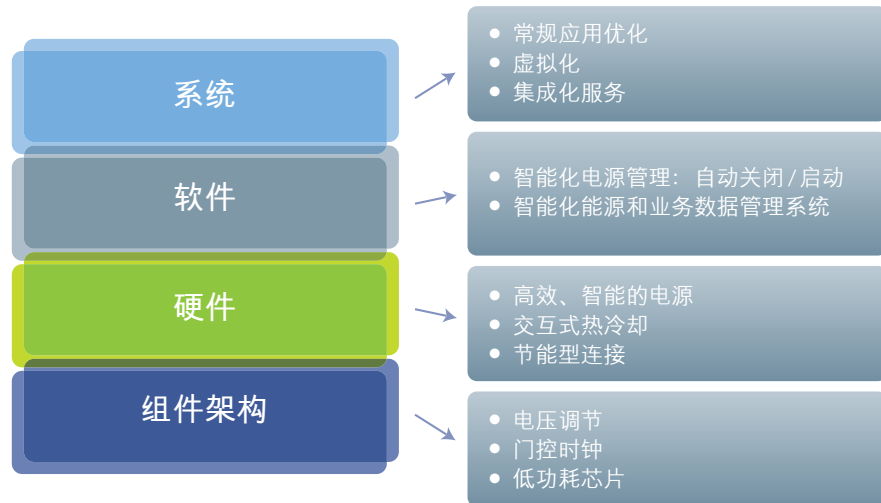 系统
● 常规应用优化
● 虚拟化
● 集成化服务
软件
● 智能化电源管理：自动关闭/启动
● 智能化能源和业务数据管理系统
硬件
● 高效、智能的电源
● 交互式热冷却
● 节能型连接
组件架构
● 电压调节
● 门控时钟
● 低功耗芯片